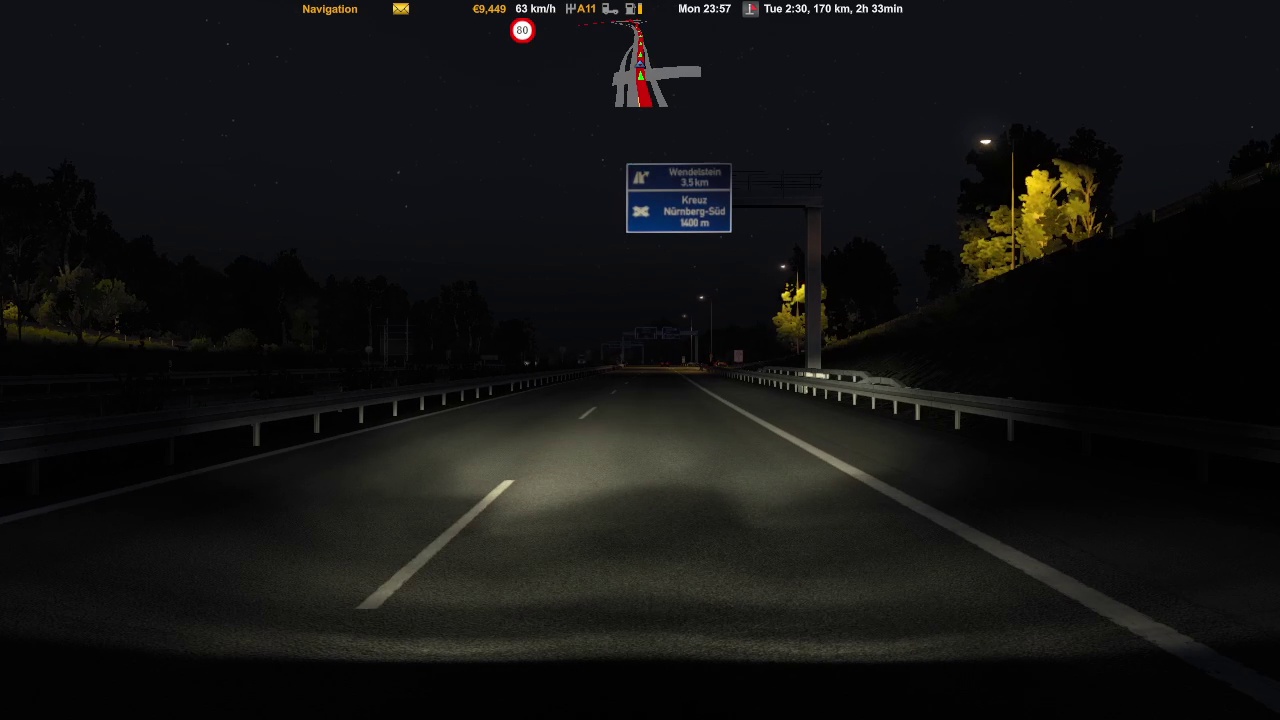 Navigation €9,449 63 km/h A11 Mon 23:57 Tue 2:30, 170 km, 2h 33min
80
Wendelstein
3.5 km
Kreuz
Nürnberg-Süd
1400 m